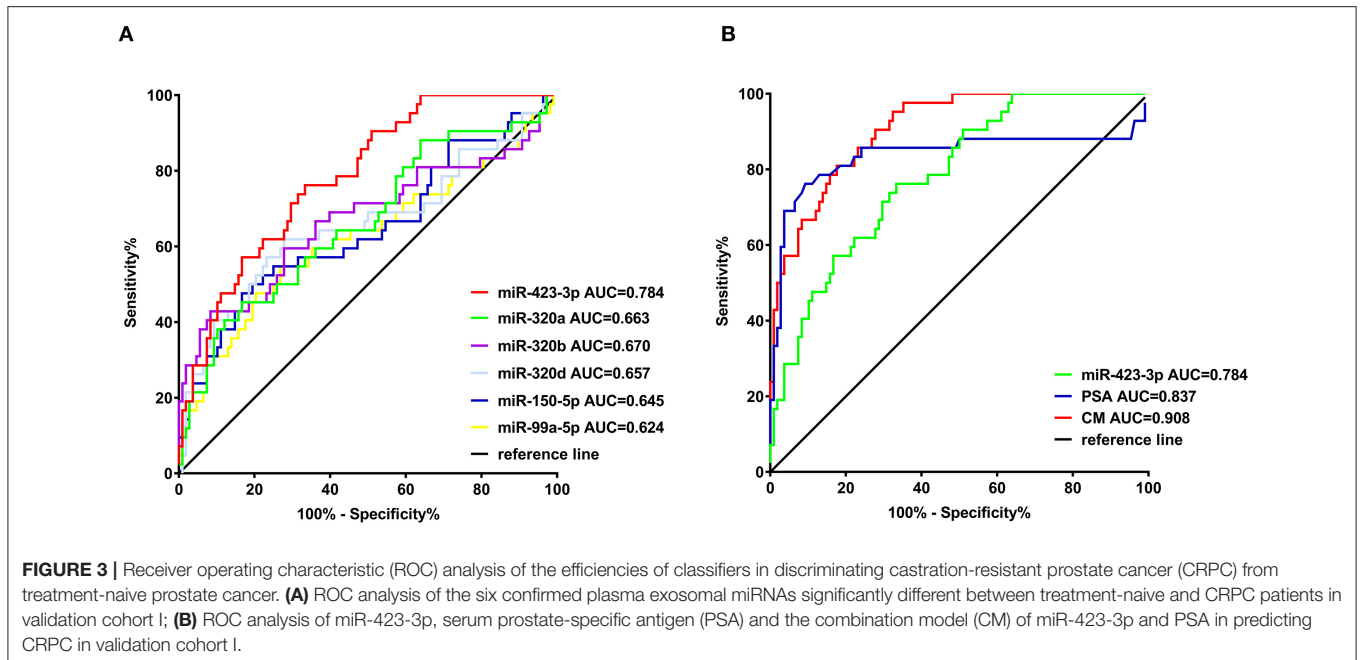 A
100
80
60
40
20
0
Sensitivity%
0
20
40
60
80
100
100% - Specificity%
miR-423-3p AUC=0.784
miR-320a AUC=0.663
miR-320b AUC=0.670
miR-320d AUC=0.657
miR-150-5p AUC=0.645
miR-99a-5p AUC=0.624
reference line
B
100
80
60
40
20
0
Sensitivity%
0
20
40
60
80
100
100% - Specificity%
miR-423-3p AUC=0.784
PSA AUC=0.837
CM AUC=0.908
reference line
FIGURE 3 | Receiver operating characteristic (ROC) analysis of the efficiencies of classifiers in discriminating castration-resistant prostate cancer (CRPC) from
treatment-naive prostate cancer. (A) ROC analysis of the six confirmed plasma exosomal miRNAs significantly different between treatment-naive and CRPC patients in
validation cohort I; (B) ROC analysis of miR-423-3p, serum prostate-specific antigen (PSA) and the combination model (CM) of miR-423-3p and PSA in predicting
CRPC in validation cohort I.